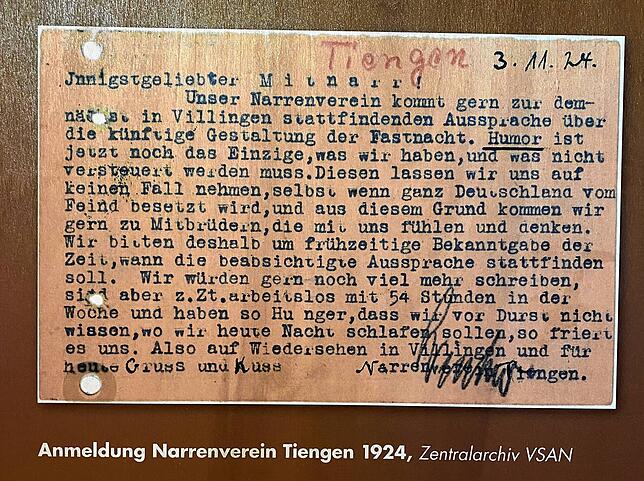 Tiengen 3.11.24.
Jnnigstgeliebter Mitnarr!
Unser Narrenverein kommt gern zur dem-
nächst in Villingen stattfindenden Aussprache über
die künftige Gestaltung der Fastnacht. Humor ist
jetzt noch das Einzige,was wir haben,und was nicht
versteuert werden muss.Diesen lassen wir uns auf
keinen Fall nehmen,selbst wenn ganz Deutschland vom
Feind besetzt wird,und aus diesem Grund kommen wir
gern zu Mitbrüdern,die mit uns fühlen und denken.
Wir bitten deshalb um frühzeitige Bekanntgabe der
Zeit,wann die beabsichtigte Aussprache stattfinden
soll. Wir würden gern noch viel mehr schreiben,
sind aber z.Zt.arbeitslos mit 54 Stunden in der
Woche und haben so Hu nger,dass wir vor Durst nicht
wissen,wo wir heute Nacht schlafen sollen,so friert
es uns. Also auf Wiedersehen in Villingen und für
heute Gruss und Kuss Narrenverein Tiengen.
Anmeldung Narrenverein Tiengen 1924, Zentralarchiv VSAN